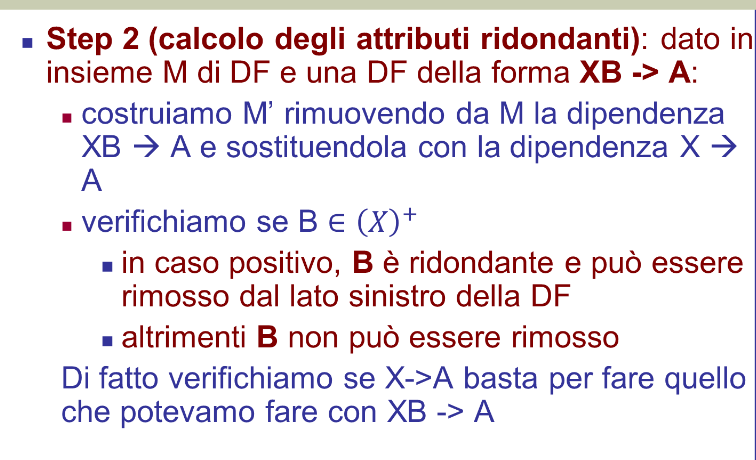 Step 2 (calcolo degli attributi ridondanti): dato in
insieme M di DF e una DF della forma XB -> A:
costruiamo M’ rimuovendo da M la dipendenza
XB → A e sostituendola con la dipendenza X →
A
verifichiamo se B ∈ (X)⁺
in caso positivo, B è ridondante e può essere
rimosso dal lato sinistro della DF
altrimenti B non può essere rimosso
Di fatto verifichiamo se X->A basta per fare quello
che potevamo fare con XB -> A